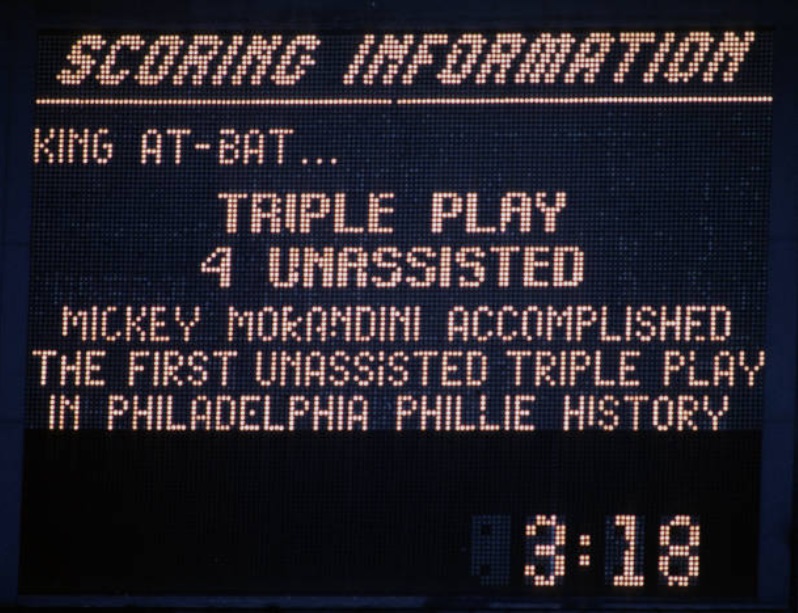 SCORING INFORMATION
KING AT-BAT...
TRIPLE PLAY
4 UNASSISTED
MICKEY MORANDINI ACCOMPLISHED
THE FIRST UNASSISTED TRIPLE PLAY
IN PHILADELPHIA PHILLIE HISTORY
3:18